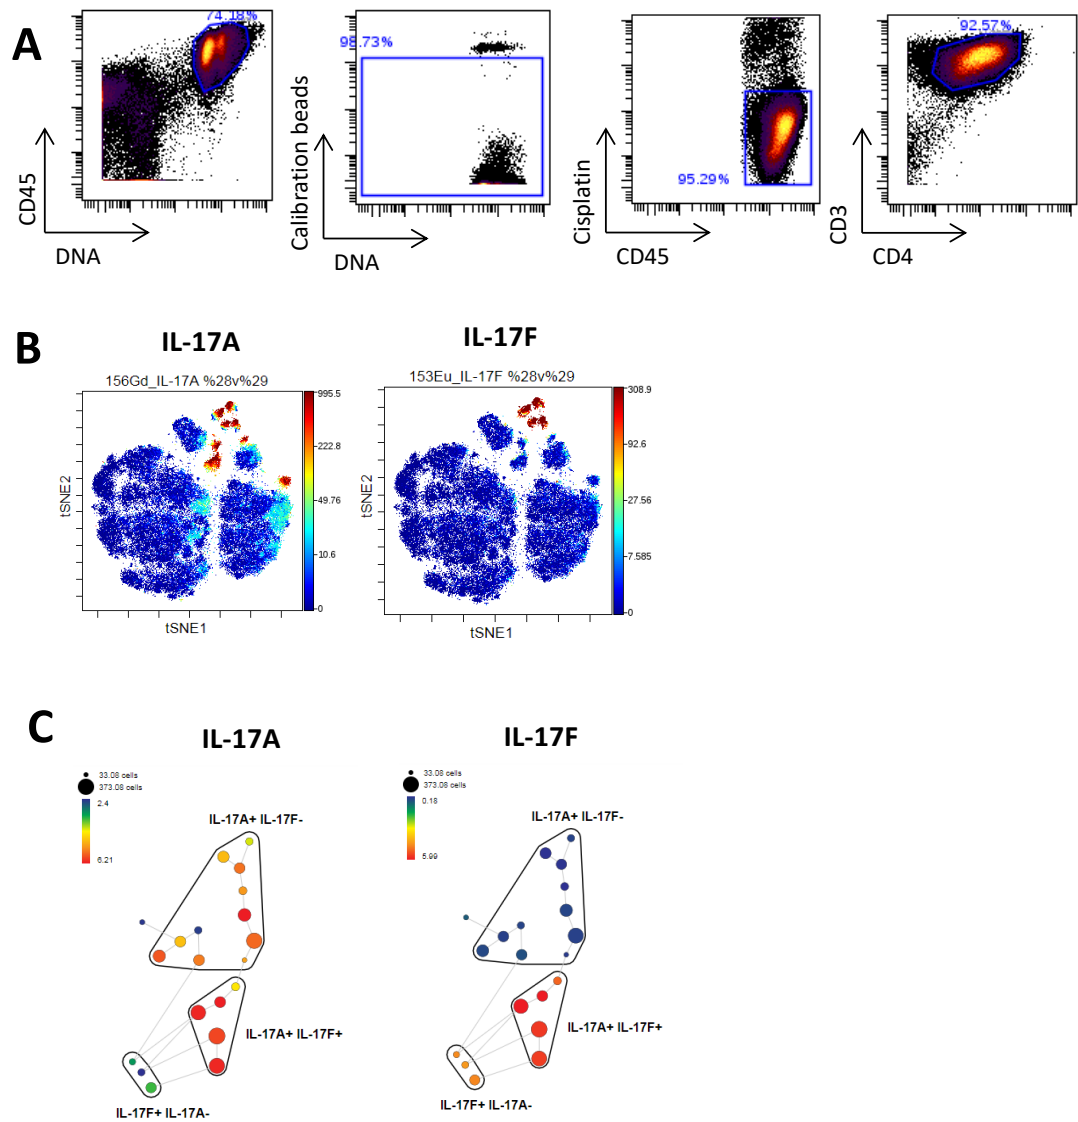 A
74.18%
CD45
DNA
98.73%
Calibration beads
DNA
95.29%
Cisplatin
CD45
92.57%
CD3
CD4
B
IL-17A
IL-17F
156Gd_IL-17A %28v%29
153Eu_IL-17F %28v%29
995.5
222.8
49.76
10.6
0
tSNE2
tSNE1
308.9
92.6
27.56
7.585
0
tSNE2
tSNE1
C
IL-17A
IL-17F
33.08 cells
373.08 cells
2.4
6.21
IL-17A+ IL-17F-
IL-17A+ IL-17F+
IL-17F+ IL-17A-
33.08 cells
373.08 cells
0.18
5.99
IL-17A+ IL-17F-
IL-17A+ IL-17F+
IL-17F+ IL-17A-